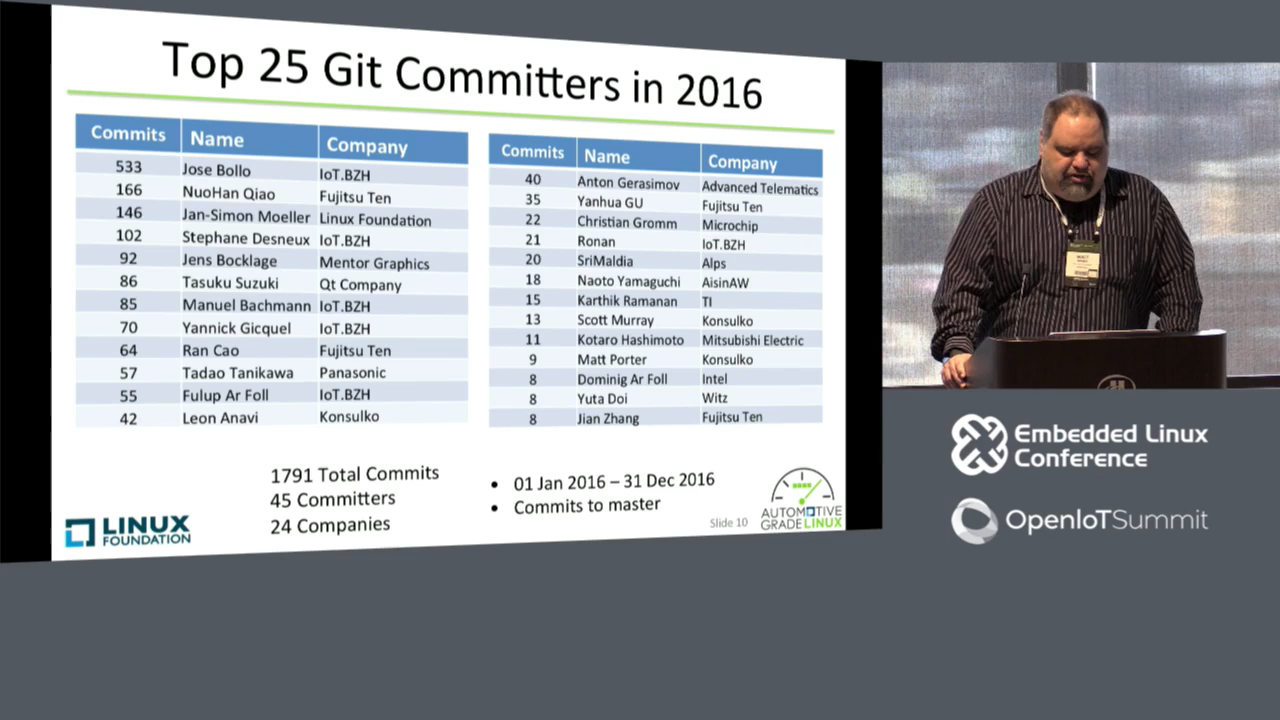 Top 25 Git Committers in 2016
Commits Name Company
533 Jose Bollo IoT.BZH
166 NuoHan Qiao Fujitsu Ten
146 Jan-Simon Moeller Linux Foundation
102 Stephane Desneux IoT.BZH
92 Jens Bocklage Mentor Graphics
86 Tasuku Suzuki Qt Company
85 Manuel Bachmann IoT.BZH
70 Yannick Gicquel IoT.BZH
64 Ran Cao Fujitsu Ten
57 Tadao Tanikawa Panasonic
55 Fulup Ar Foll IoT.BZH
42 Leon Anavi Konsulko
Commits Name Company
40 Anton Gerasimov Advanced Telematics
35 Yanhua GU Fujitsu Ten
22 Christian Gromm Microchip
21 Ronan IoT.BZH
20 SriMaldia Alps
18 Naoto Yamaguchi AisinAW
15 Karthik Ramanan TI
13 Scott Murray Konsulko
11 Kotaro Hashimoto Mitsubishi Electric
9 Matt Porter Konsulko
8 Dominig Ar Foll Intel
8 Yuta Doi Witz
8 Jian Zhang Fujitsu Ten
1791 Total Commits
45 Committers
24 Companies
• 01 Jan 2016 – 31 Dec 2016
• Commits to master
LINUX
FOUNDATION
Slide 10
AUTOMOTIVE
GRADELINUX
WALT
Embedded Linux
Conference
OpenIoTSummit